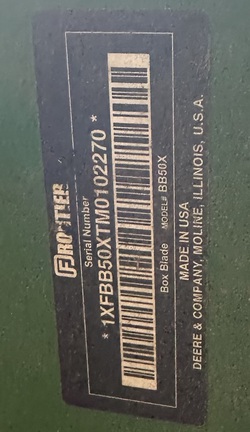 FRONTIER
Serial Number
* 1XFBB50XTM0102270 *
Box Blade MODEL# BB50X
MADE IN USA
DEERE & COMPANY, MOLINE, ILLINOIS, U.S.A.